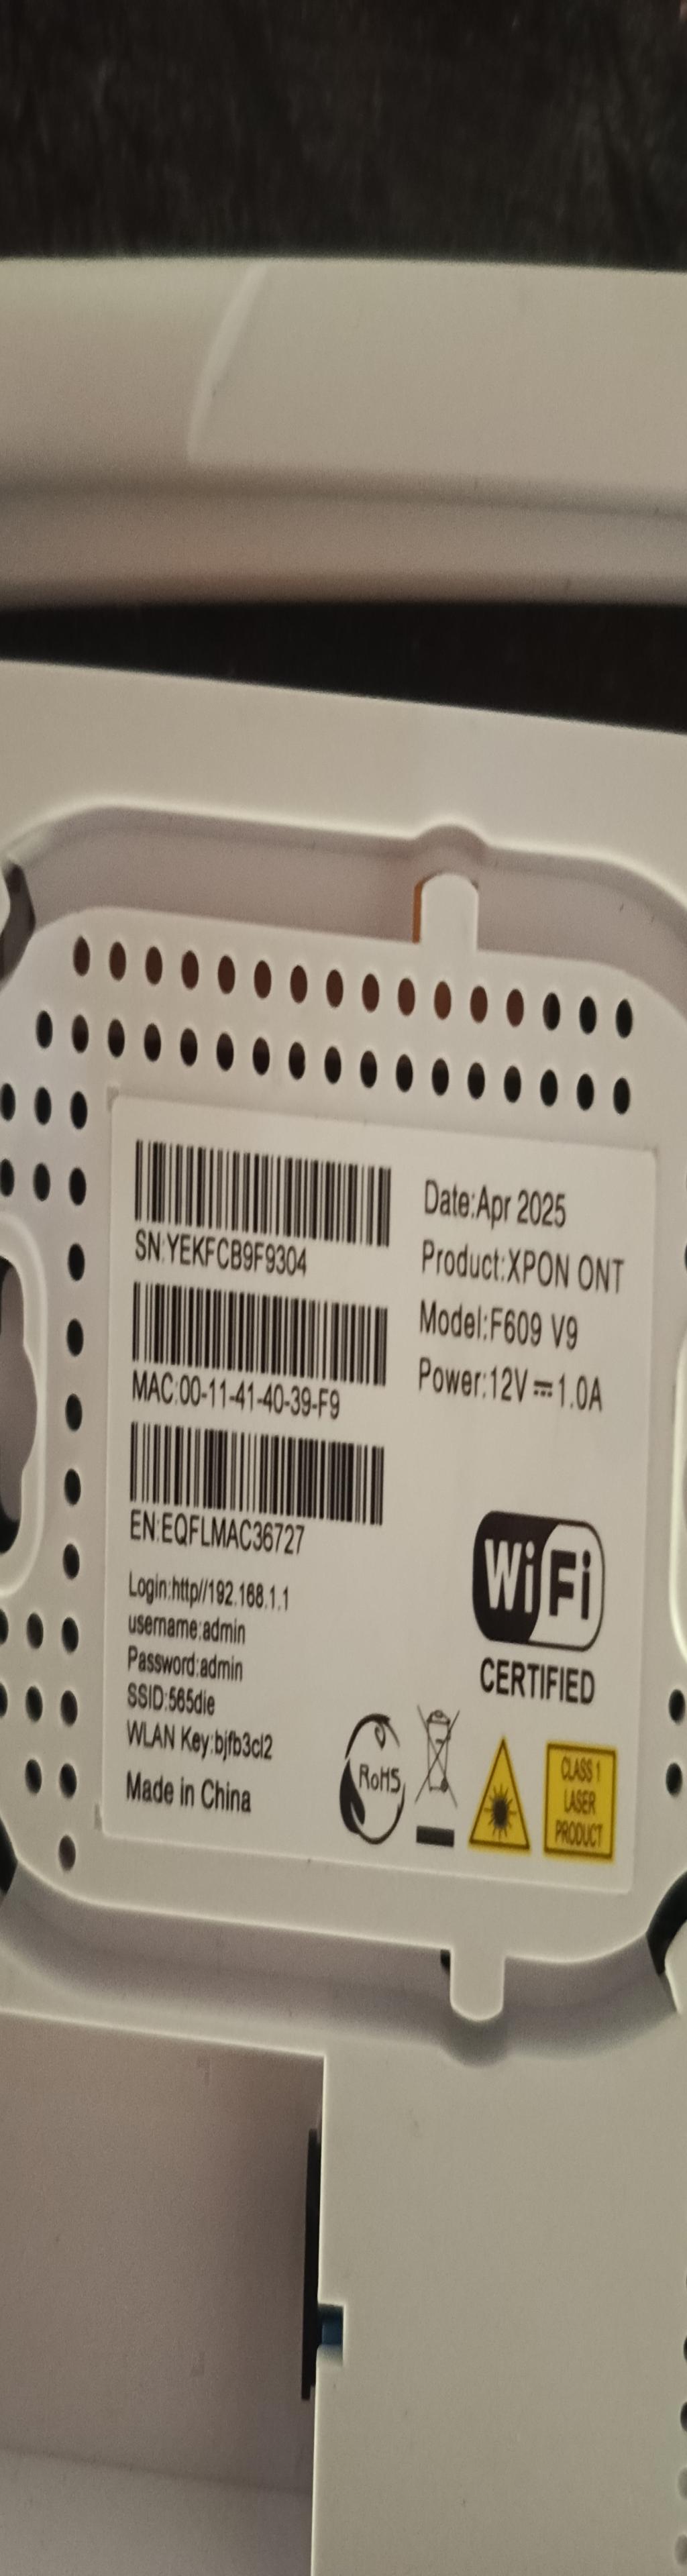 SN:YEKFCB9F9304
MAC:00-11-41-40-39-F9
EN:EQFLMAC36727
Login:http//192.168.1.1
username:admin
Password:admin
SSID:565die
WLAN Key:bjfb3cl2
Made in China
Date:Apr 2025
Product:XPON ONT
Model:F609 V9
Power:12V⎓1.0A
WiFi
CERTIFIED
RoHS
CLASS 1
LASER
PRODUCT